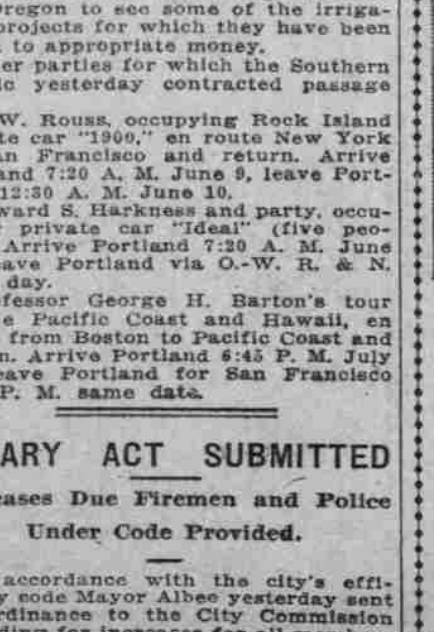 Oregon to see some of the irriga-
projects for which they have been
to appropriate money.
er parties for which the Southern
ic yesterday contracted passage
W. Rouss, occupying Rock Island
te car "1900," en route New York
an Francisco and return. Arrive
and 7:20 A. M. June 9, leave Port-
12:30 A. M. June 10.
ward S. Harkness and party, occu-
private car "Ideal" (five peo-
Arrive Portland 7:20 A. M. June
eave Portland via O.-W. R. & N.
day.
ofessor George H. Barton's tour
e Pacific Coast and Hawaii, en
from Boston to Pacific Coast and
n. Arrive Portland 6:45 P. M. July
eave Portland for San Francisco
P. M. same date.
ARY ACT SUBMITTED
eases Due Firemen and Police
Under Code Provided.
accordance with the city's effi-
y code Mayor Albee yesterday sent
rdinance to the City Commission